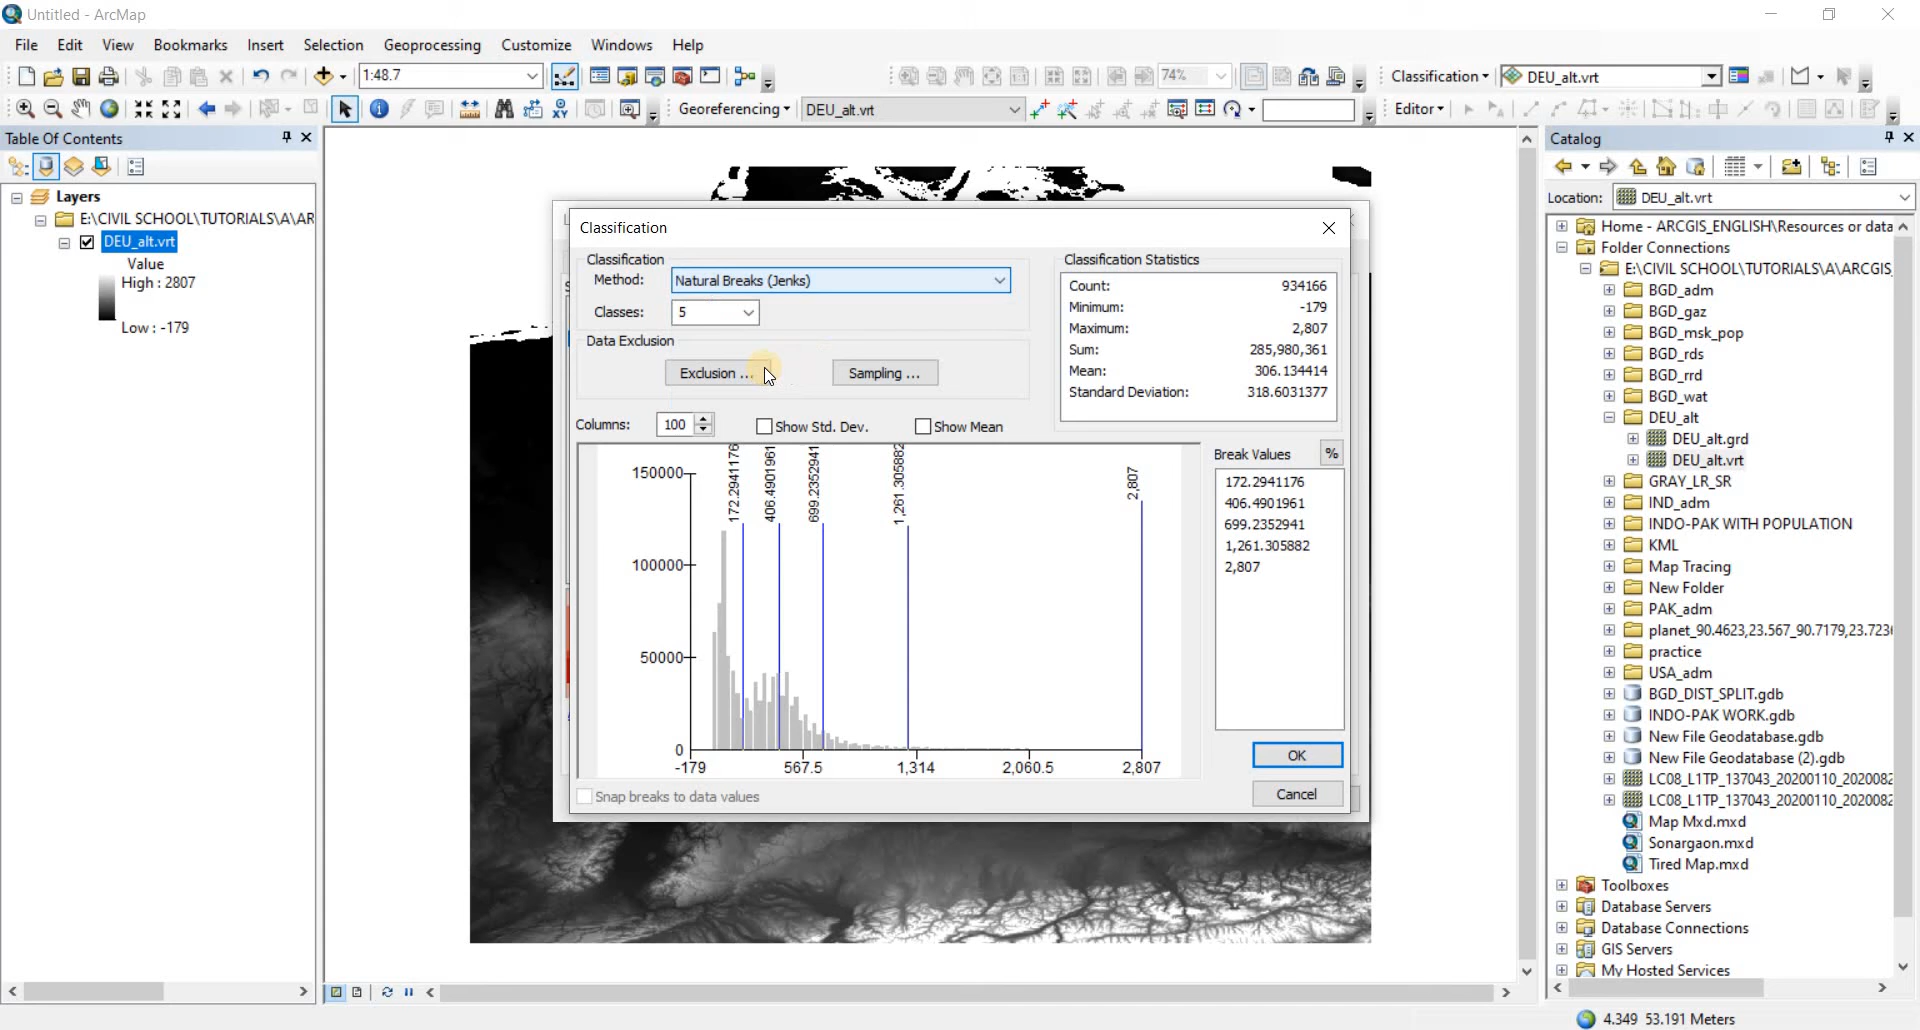 Untitled - ArcMap
File Edit View Bookmarks Insert Selection Geoprocessing Customize Windows Help
1:48.7
74%
Classification
DEU_alt.vrt
Georeferencing
DEU_alt.vrt
Editor
Table Of Contents
Layers
E:\CIVIL SCHOOL\TUTORIALS\A\AR
DEU_alt.vrt
Value
High : 2807
Low : -179
Classification
Classification
Method: Natural Breaks (Jenks)
Classes: 5
Data Exclusion
Exclusion ...
Sampling ...
Classification Statistics
Count: 934166
Minimum: -179
Maximum: 2,807
Sum: 285,980,361
Mean: 306.134414
Standard Deviation: 318.6031377
Columns: 100
Show Std. Dev.
Show Mean
172.2941176
406.4901961
699.2352941
1,261.305882
2,807
150000
100000
50000
0
-179 567.5 1,314 2,060.5 2,807
Snap breaks to data values
Break Values %
172.2941176
406.4901961
699.2352941
1,261.305882
2,807
OK
Cancel
Catalog
Location: DEU_alt.vrt
Home - ARCGIS_ENGLISH\Resources or data
Folder Connections
E:\CIVIL SCHOOL\TUTORIALS\A\ARCGIS
BGD_adm
BGD_gaz
BGD_msk_pop
BGD_rds
BGD_rrd
BGD_wat
DEU_alt
DEU_alt.grd
DEU_alt.vrt
GRAY_LR_SR
IND_adm
INDO-PAK WITH POPULATION
KML
Map Tracing
New Folder
PAK_adm
planet_90.4623,23.567_90.7179,23.723
practice
USA_adm
BGD_DIST_SPLIT.gdb
INDO-PAK WORK.gdb
New File Geodatabase.gdb
New File Geodatabase (2).gdb
LC08_L1TP_137043_20200110_2020082
LC08_L1TP_137043_20200110_2020082
Map Mxd.mxd
Sonargaon.mxd
Tired Map.mxd
Toolboxes
Database Servers
Database Connections
GIS Servers
My Hosted Services
4.349 53.191 Meters